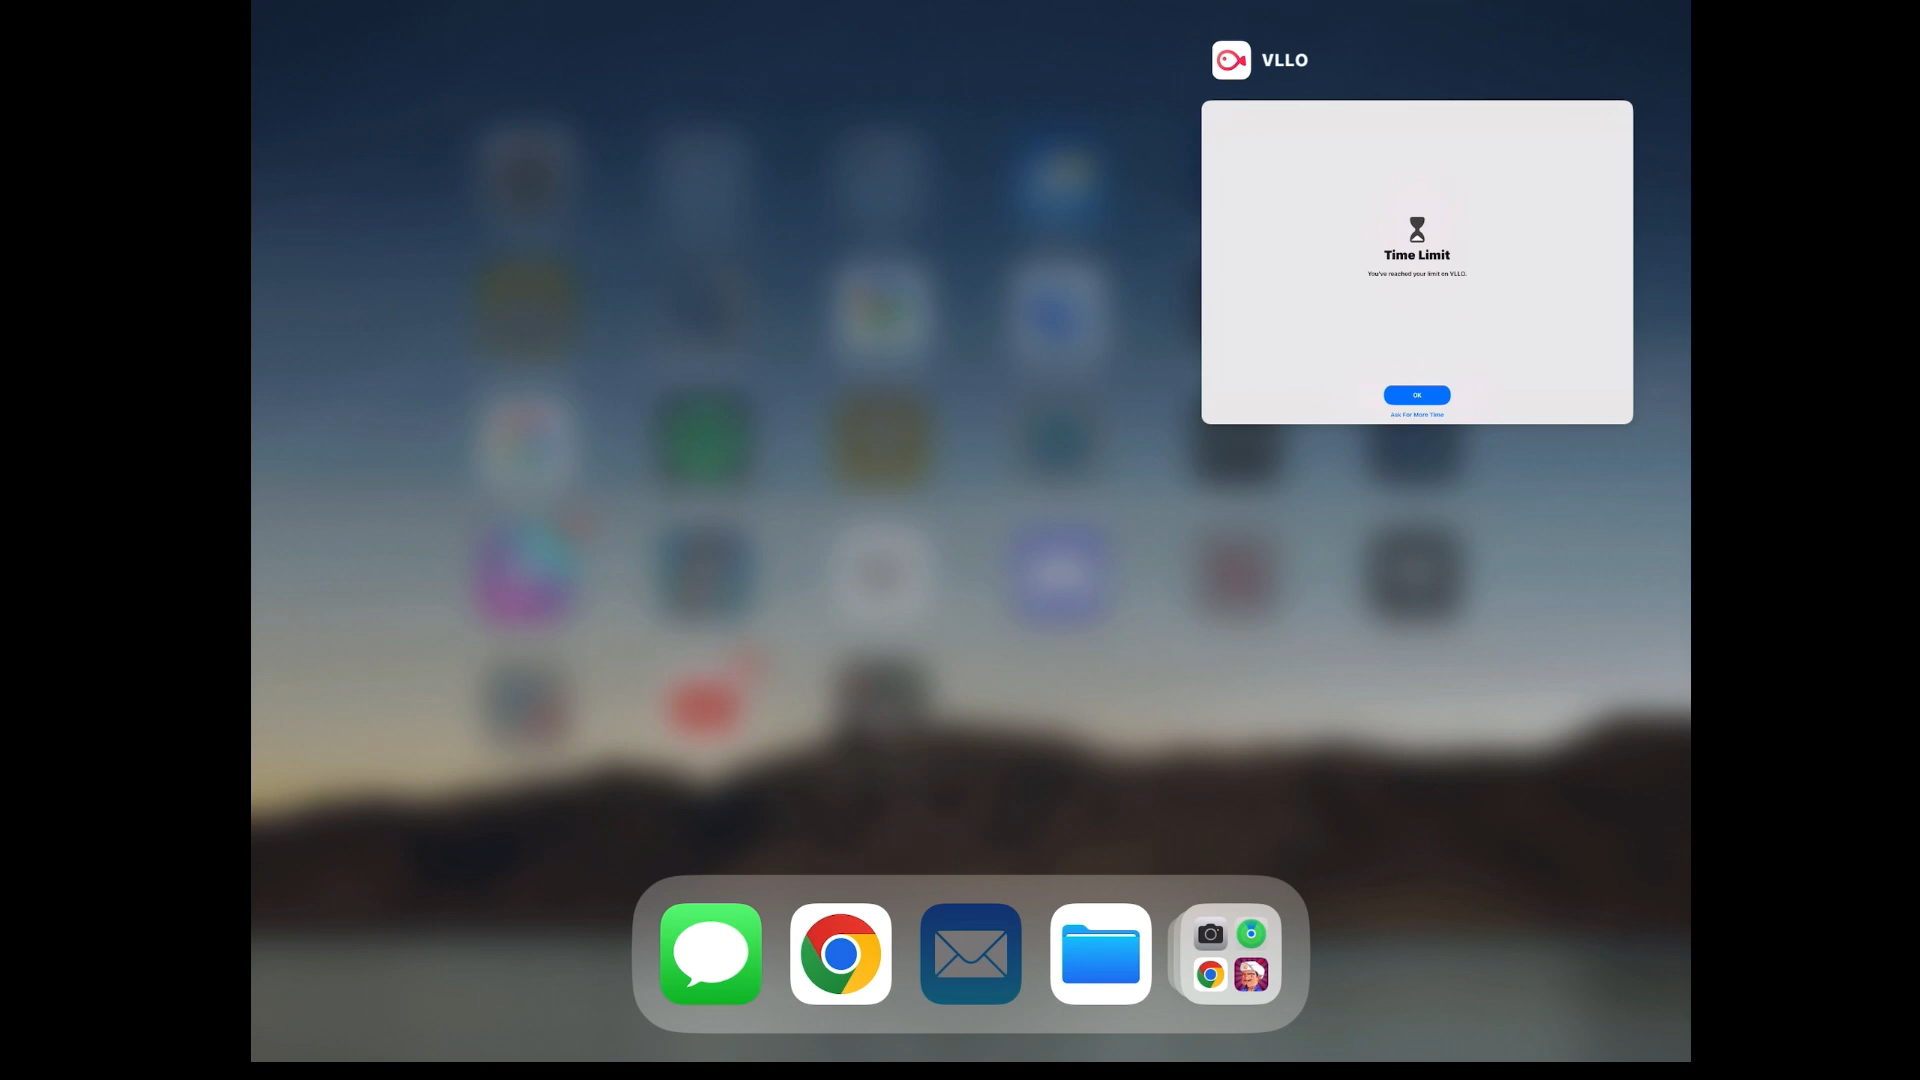 VLLO
Time Limit
You've reached your limit on VLLO.
OK
Ask For More Time